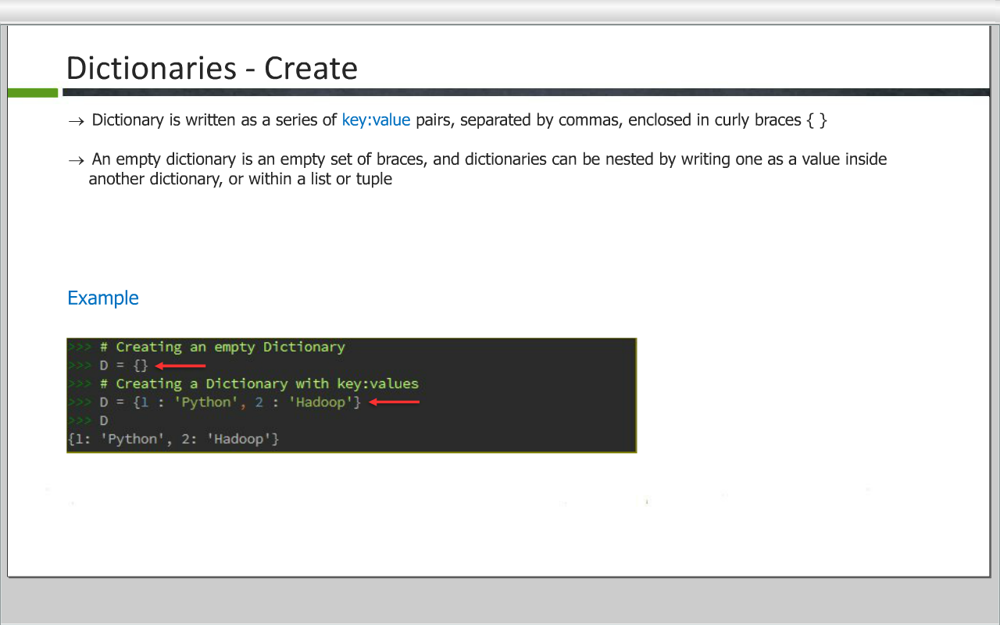 Dictionaries - Create
→ Dictionary is written as a series of key:value pairs, separated by commas, enclosed in curly braces { }
→ An empty dictionary is an empty set of braces, and dictionaries can be nested by writing one as a value inside
another dictionary, or within a list or tuple
Example
>>> # Creating an empty Dictionary
>>> D = {}
>>> # Creating a Dictionary with key:values
>>> D = {1 : 'Python', 2 : 'Hadoop'}
>>> D
{1: 'Python', 2: 'Hadoop'}